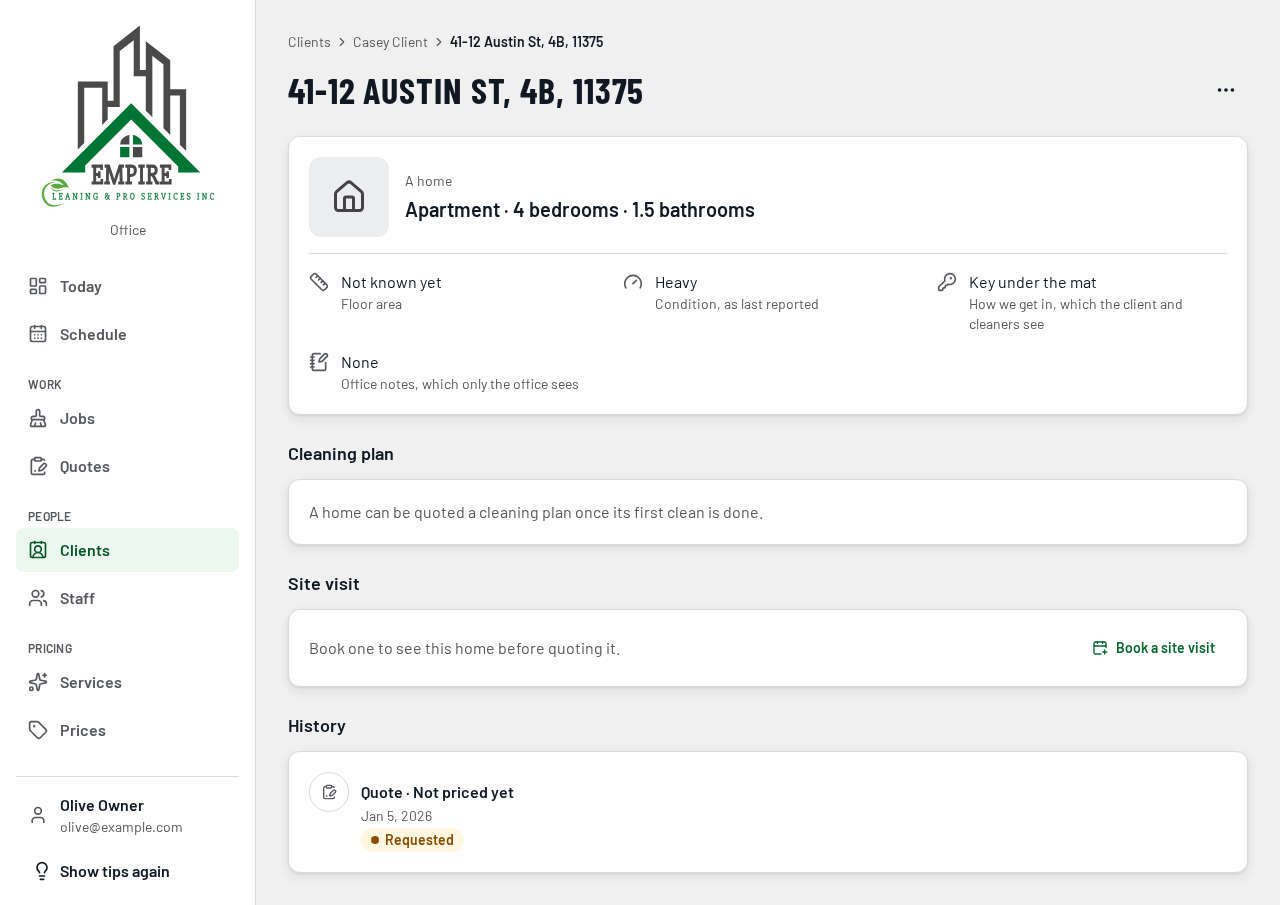 EMPIRE
LEANING & PRO SERVICES INC
Office
Today
Schedule
WORK
Jobs
Quotes
PEOPLE
Clients
Staff
PRICING
Services
Prices
Olive Owner
olive@example.com
Show tips again
Clients
Casey Client
41-12 Austin St, 4B, 11375
41-12 AUSTIN ST, 4B, 11375
A home
Apartment · 4 bedrooms · 1.5 bathrooms
Not known yet
Floor area
Heavy
Condition, as last reported
Key under the mat
How we get in, which the client and
cleaners see
None
Office notes, which only the office sees
Cleaning plan
A home can be quoted a cleaning plan once its first clean is done.
Site visit
Book one to see this home before quoting it.
Book a site visit
History
Quote · Not priced yet
Jan 5, 2026
Requested